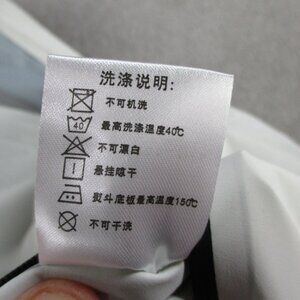 洗涤说明:
不可机洗
40 最高洗涤温度40℃
不可漂白
悬挂晾干
熨斗底板最高温度150℃
不可干洗